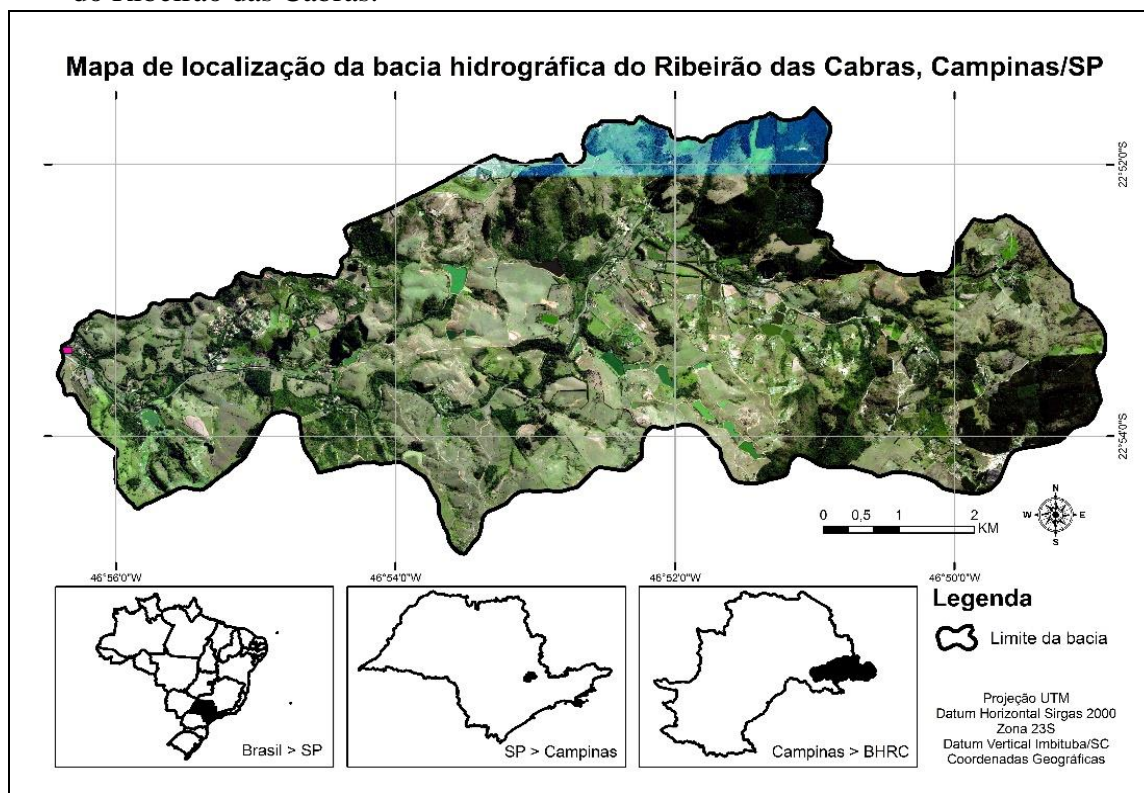 do Ribeirão das Cabras.
Mapa de localização da bacia hidrográfica do Ribeirão das Cabras, Campinas/SP
22°52'0"S
22°54'0"S
0 0,5 1 2
KM
N
W E
S
46°56'0"W 46°54'0"W 46°52'0"W 46°50'0"W
Brasil > SP
SP > Campinas
Campinas > BHRC
Legenda
Limite da bacia
Projeção UTM
Datum Horizontal Sirgas 2000
Zona 23S
Datum Vertical Imbituba/SC
Coordenadas Geográficas